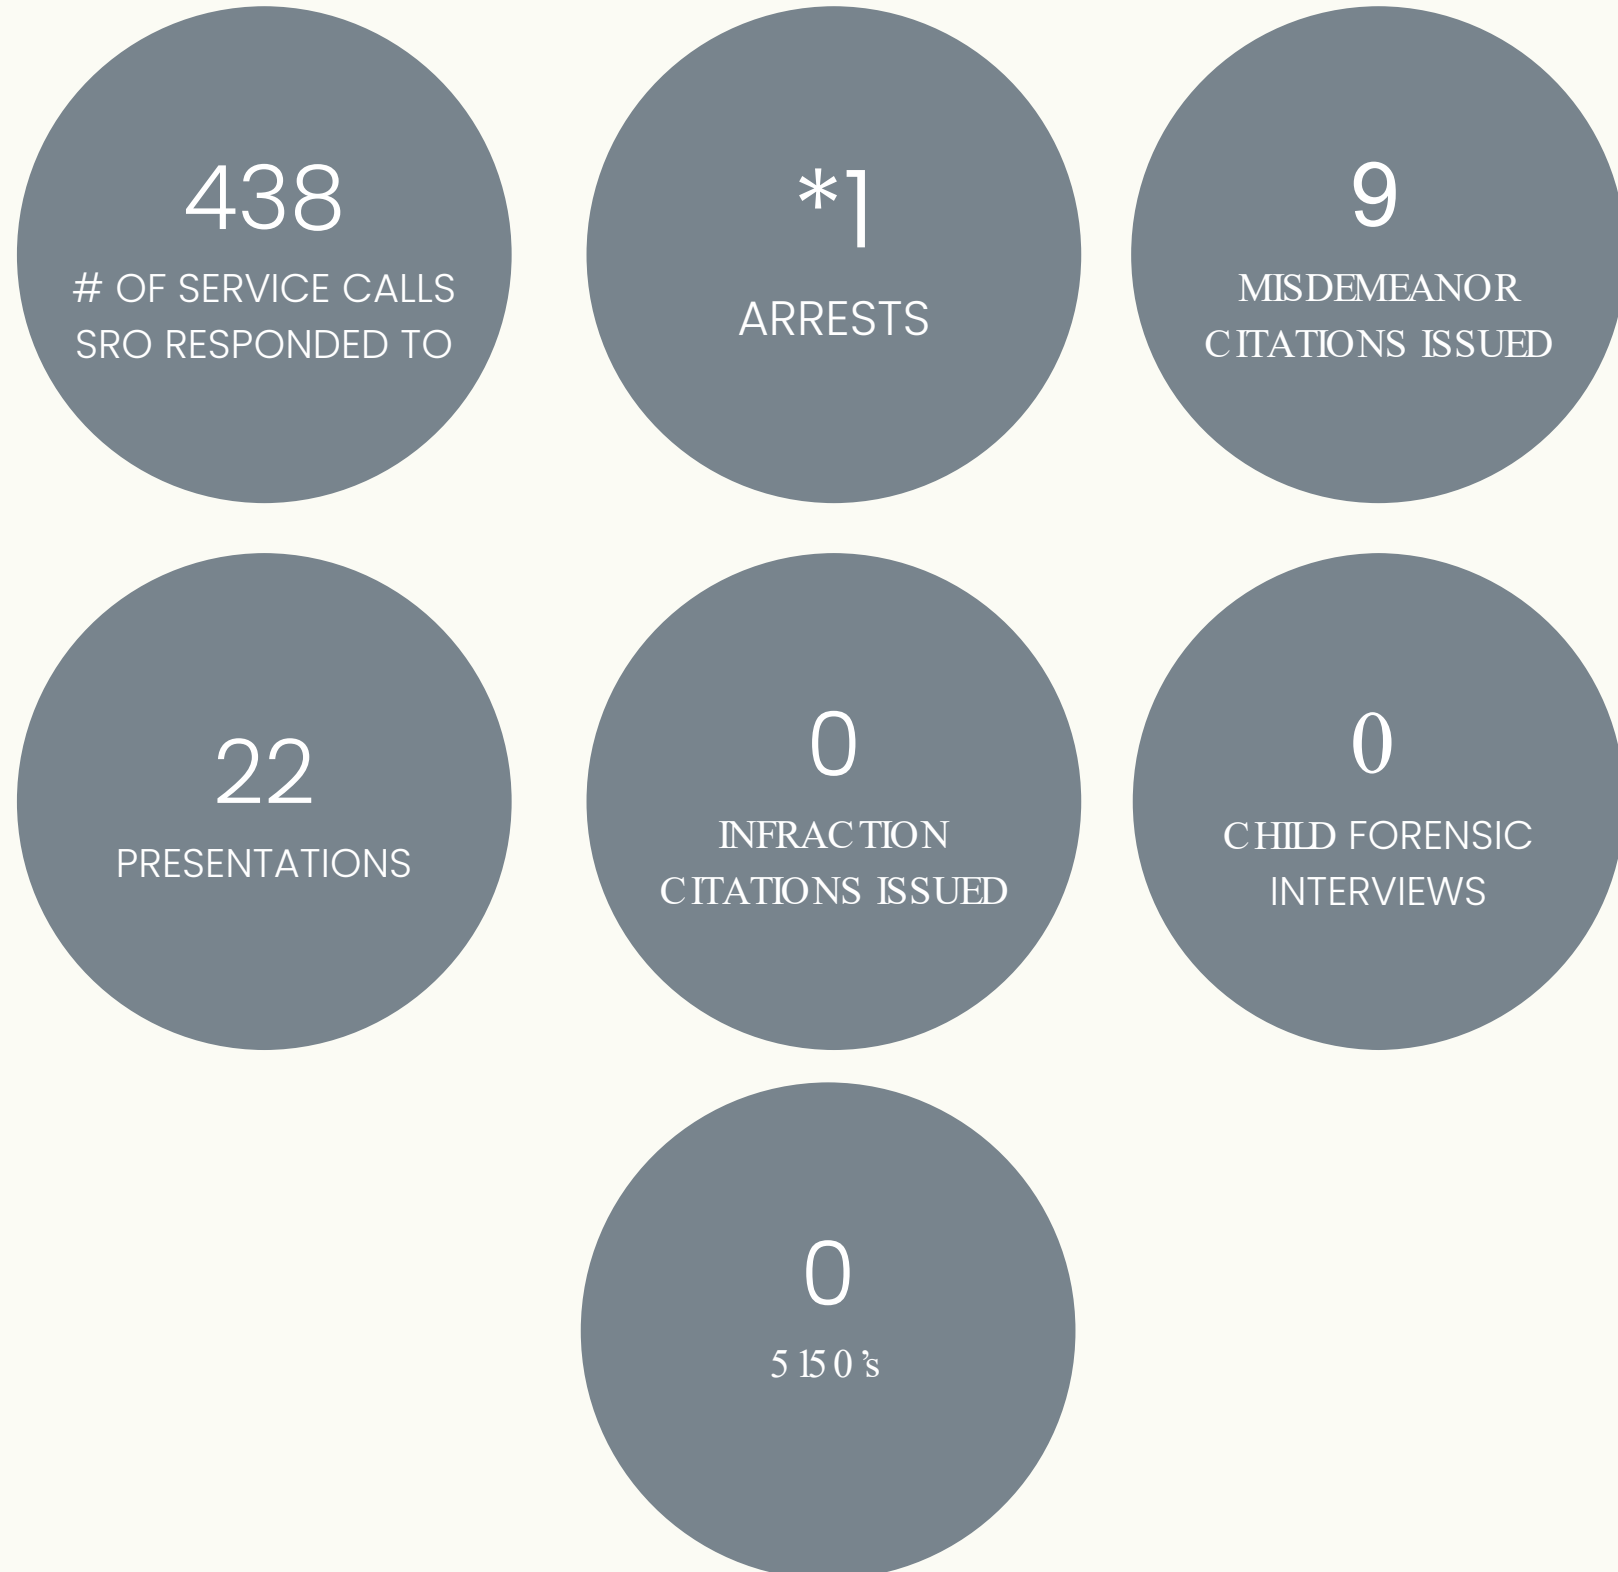 438
# OF SERVICE CALLS
SRO RESPONDED TO
*1
ARRESTS
9
MISDEMEANOR
CITATIONS ISSUED
22
PRESENTATIONS
0
INFRACTION
CITATIONS ISSUED
0
CHILD FORENSIC
INTERVIEWS
0
5150’s